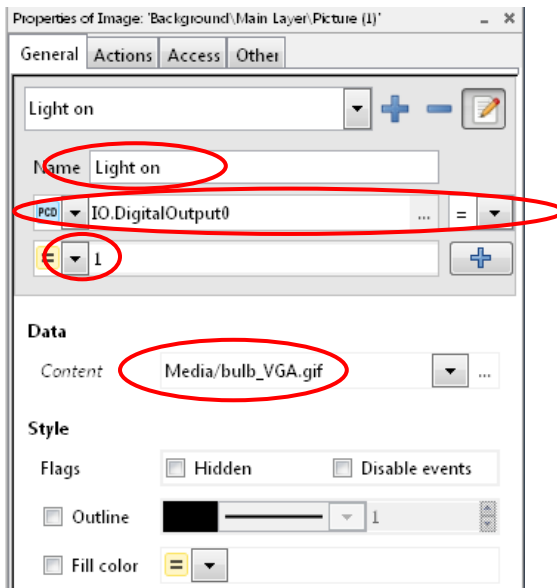 Properties of Image: 'Background\Main Layer\Picture (1)'
General Actions Access Other
Light on
Name Light on
PCD IO.DigitalOutput0 ... =
= 1
Data
Content Media/bulb_VGA.gif ...
Style
Flags Hidden Disable events
Outline 1
Fill color =